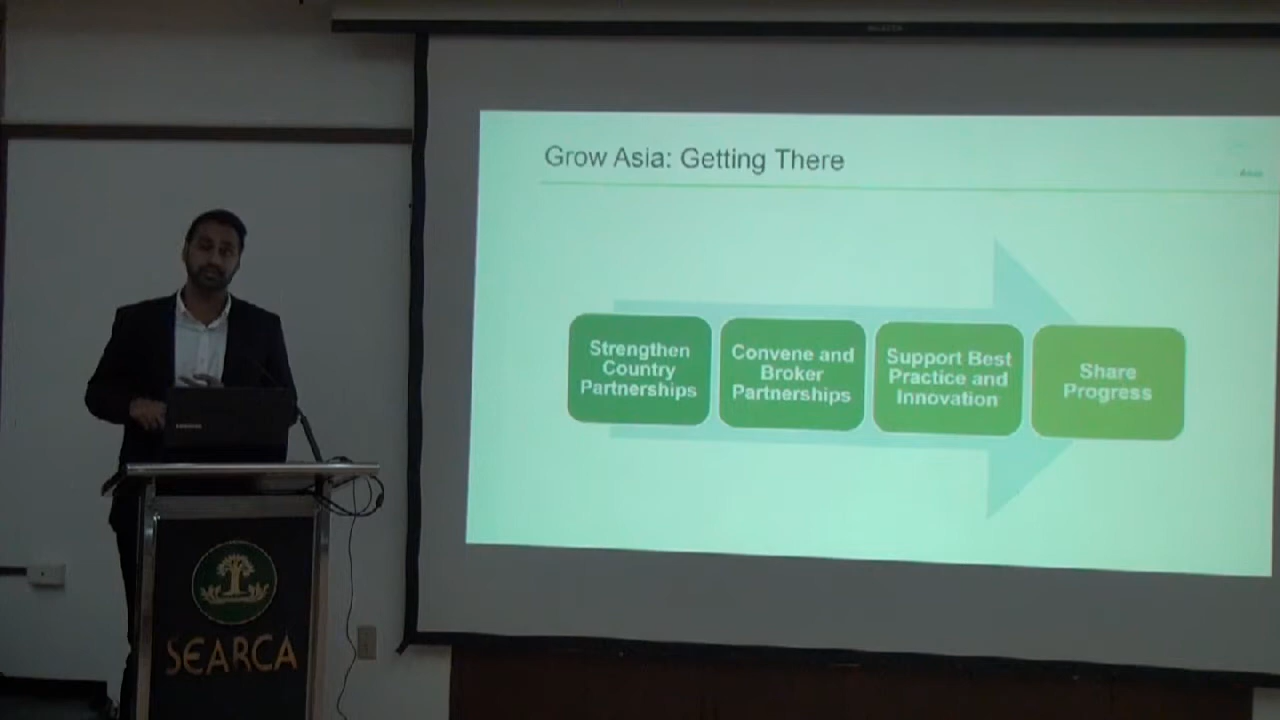 Grow Asia: Getting There
Strengthen
Country
Partnerships
Convene and
Broker
Partnerships
Support Best
Practice and
Innovation
Share
Progress
SEARCA